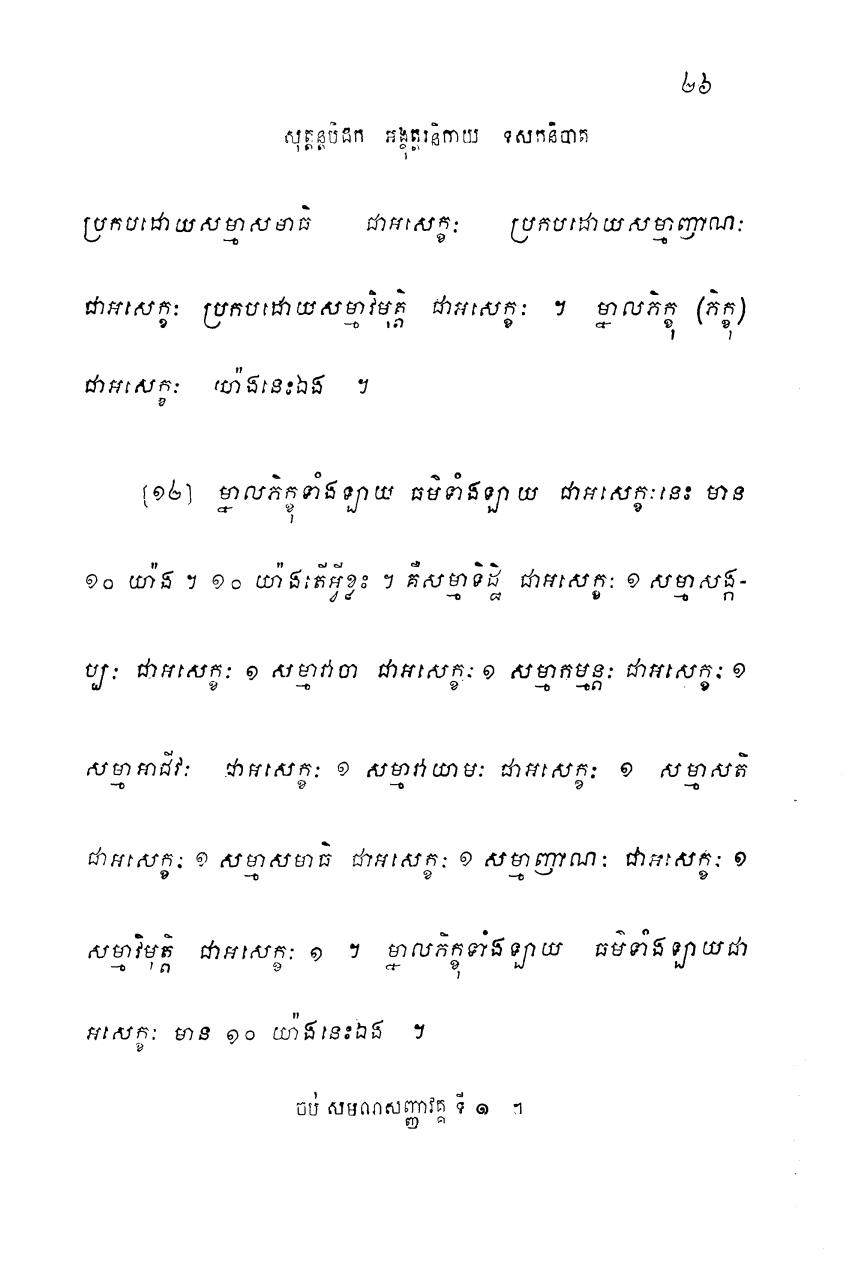 ២៦
សុត្តន្តបិដក អង្គុត្តរនិកាយ ទសកនិបាត
ប្រកបដោយសម្មាសមាធិ ជាអសេក្ខៈ ប្រកបដោយសម្មាញាណៈ
ជាអសេក្ខៈ ប្រកបដោយសម្មាវិមុត្តិ ជាអសេក្ខៈ ។ ម្នាលភិក្ខុ (ភិក្ខុ)
ជាអសេក្ខៈ យ៉ាងនេះឯង ។
[១២] ម្នាលភិក្ខុទាំងឡាយ ធម៌ទាំងឡាយ ជាអសេក្ខៈនេះ មាន
១០ យ៉ាង ។ ១០ យ៉ាងតើអ្វីខ្លះ ។ គឺសម្មាទិដ្ឋិ ជាអសេក្ខៈ ១ សម្មាសង្ក-
ប្បៈ ជាអសេក្ខៈ ១ សម្មាវាចា ជាអសេក្ខៈ ១ សម្មាកម្មន្តៈ ជាអសេក្ខៈ ១
សម្មាអាជីវៈ ជាអសេក្ខៈ ១ សម្មាវាយាមៈ ជាអសេក្ខៈ ១ សម្មាសតិ
ជាអសេក្ខៈ ១ សម្មាសមាធិ ជាអសេក្ខៈ ១ សម្មាញាណៈ ជាអសេក្ខៈ ១
សម្មាវិមុត្តិ ជាអសេក្ខៈ ១ ។ ម្នាលភិក្ខុទាំងឡាយ ធម៌ទាំងឡាយជា
អសេក្ខៈ មាន ១០ យ៉ាងនេះឯង ។
ចប់ សមណសញ្ញាវគ្គ ទី ១ ។